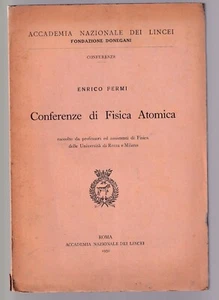 ACCADEMIA NAZIONALE DEI LINCEI
FONDAZIONE DONEGANI
CONFERENZE
ENRICO FERMI
Conferenze di Fisica Atomica
raccolte da professori ed assistenti di Fisica
delle Università di Roma e Milano
ROMA
ACCADEMIA NAZIONALE DEI LINCEI